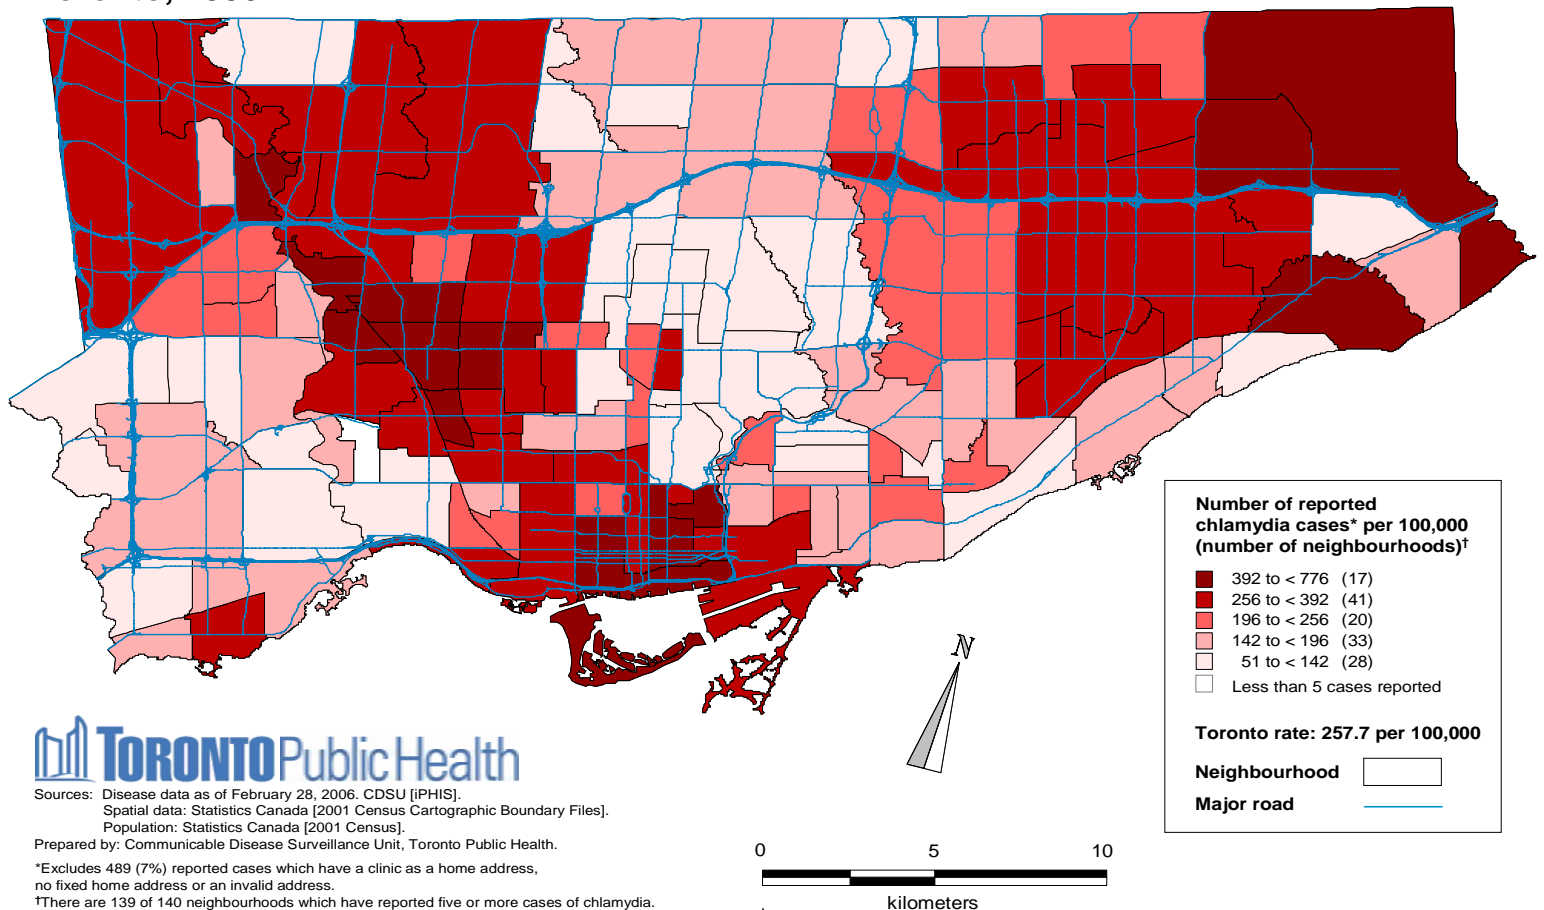 Number of reported
chlamydia cases* per 100,000
(number of neighbourhoods)†
392 to < 776 (17)
256 to < 392 (41)
196 to < 256 (20)
142 to < 196 (33)
51 to < 142 (28)
Less than 5 cases reported
Toronto rate: 257.7 per 100,000
Neighbourhood
Major road
N
TORONTO Public Health
Sources: Disease data as of February 28, 2006. CDSU [iPHIS].
Spatial data: Statistics Canada [2001 Census Cartographic Boundary Files].
Population: Statistics Canada [2001 Census].
Prepared by: Communicable Disease Surveillance Unit, Toronto Public Health.
*Excludes 489 (7%) reported cases which have a clinic as a home address,
no fixed home address or an invalid address.
†There are 139 of 140 neighbourhoods which have reported five or more cases of chlamydia.
0 5 10
kilometers